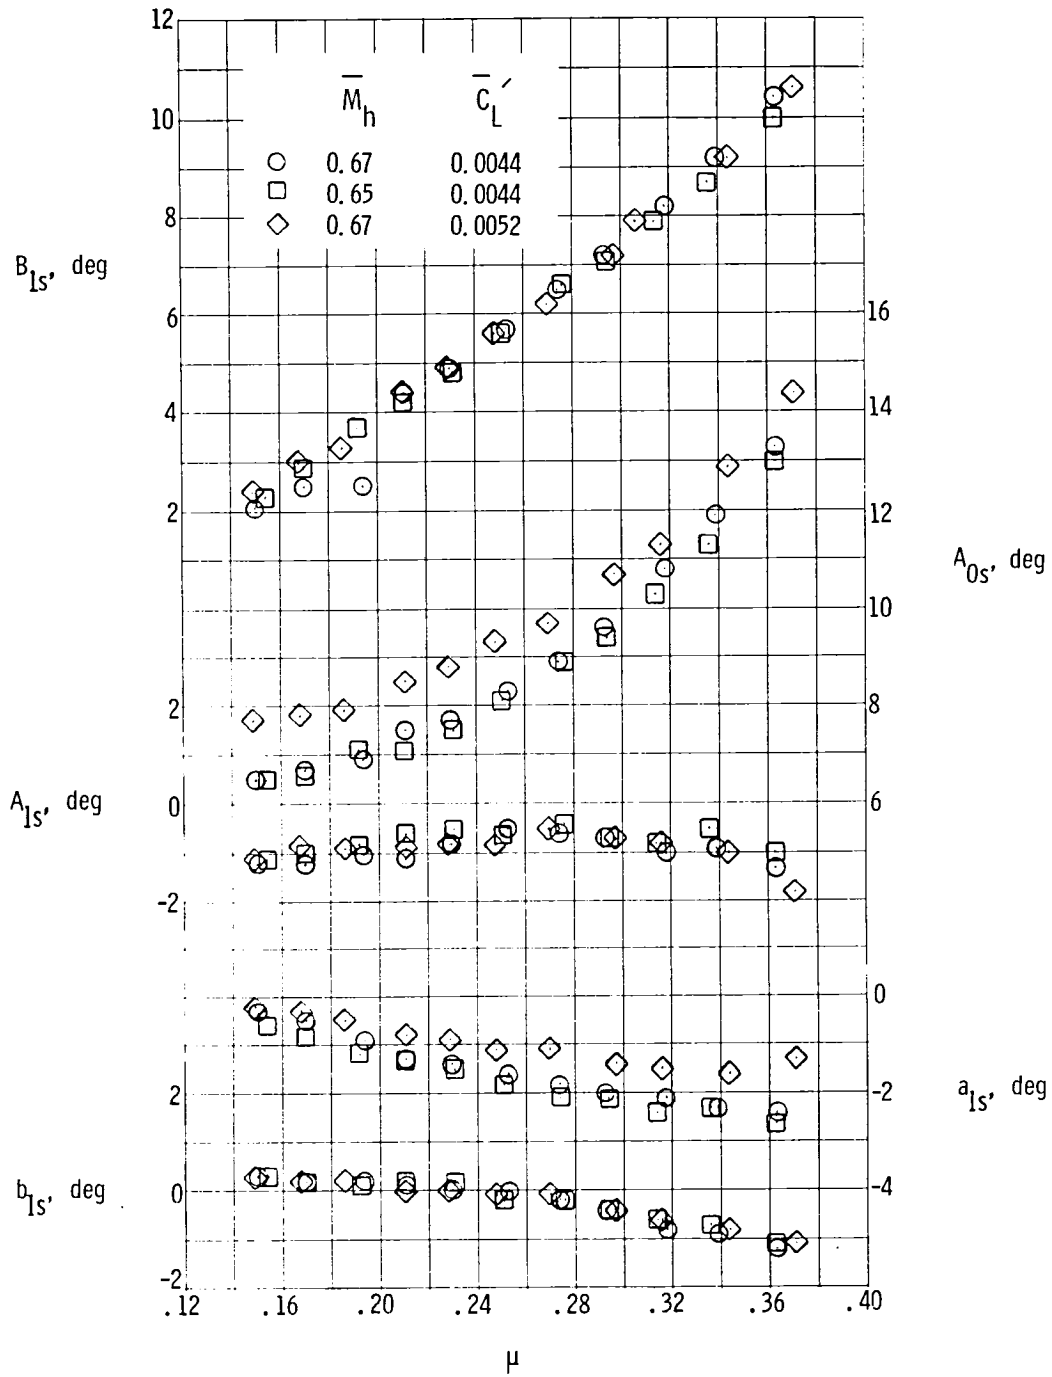 12
M̄h C̄L′
10
○ 0.67 0.0044
□ 0.65 0.0044
◇ 0.67 0.0052
8
B1s, deg
6
16
4
14
2
12
A0s, deg
10
2
8
A1s, deg
0
6
-2
0
2
-2
a1s, deg
b1s, deg
0
-4
-2
.12 .16 .20 .24 .28 .32 .36 .40
μ